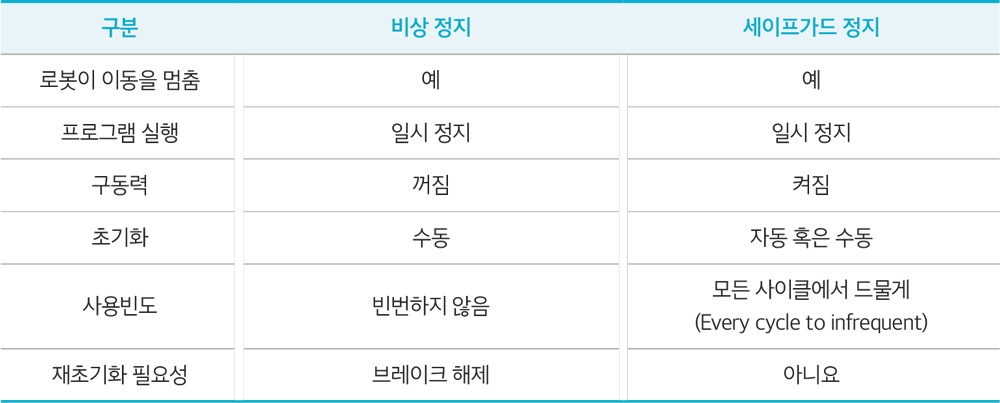 구분 비상 정지 세이프가드 정지
로봇이 이동을 멈춤 예 예
프로그램 실행 일시 정지 일시 정지
구동력 꺼짐 켜짐
초기화 수동 자동 혹은 수동
사용빈도 빈번하지 않음 모든 사이클에서 드물게
(Every cycle to infrequent)
재초기화 필요성 브레이크 해제 아니요